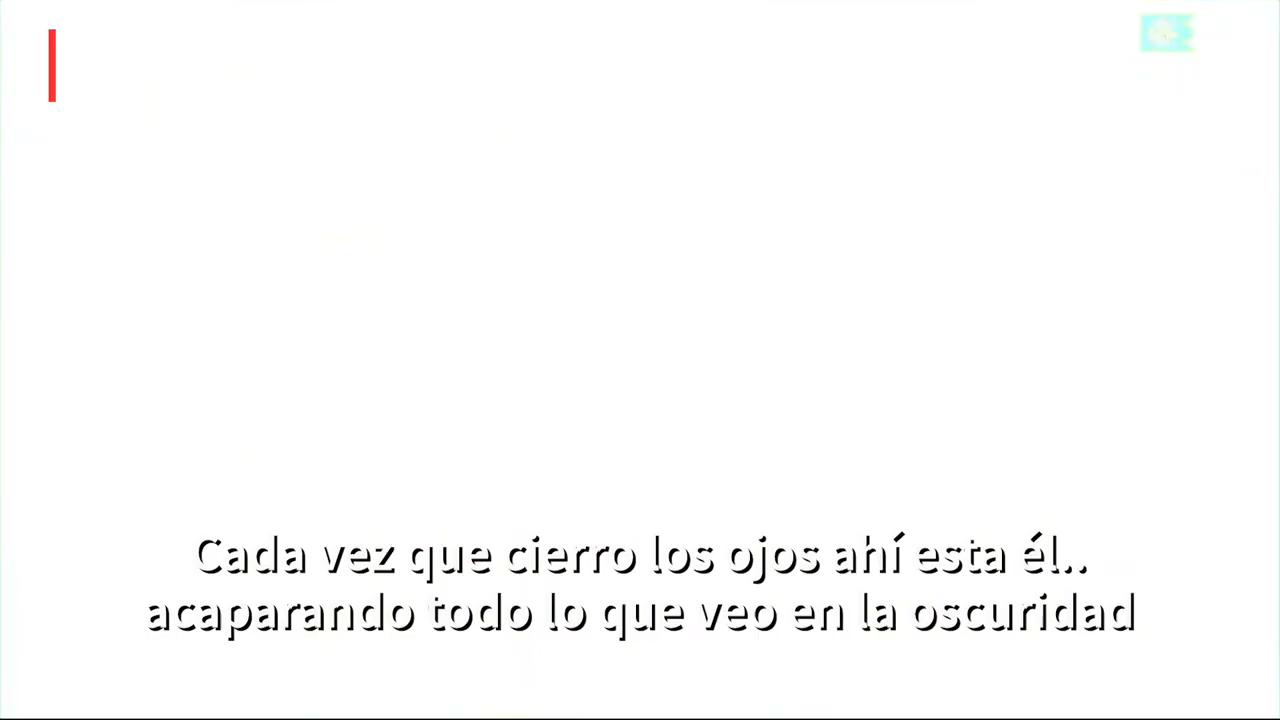 Cada vez que cierro los ojos ahí esta él..
acaparando todo lo que veo en la oscuridad